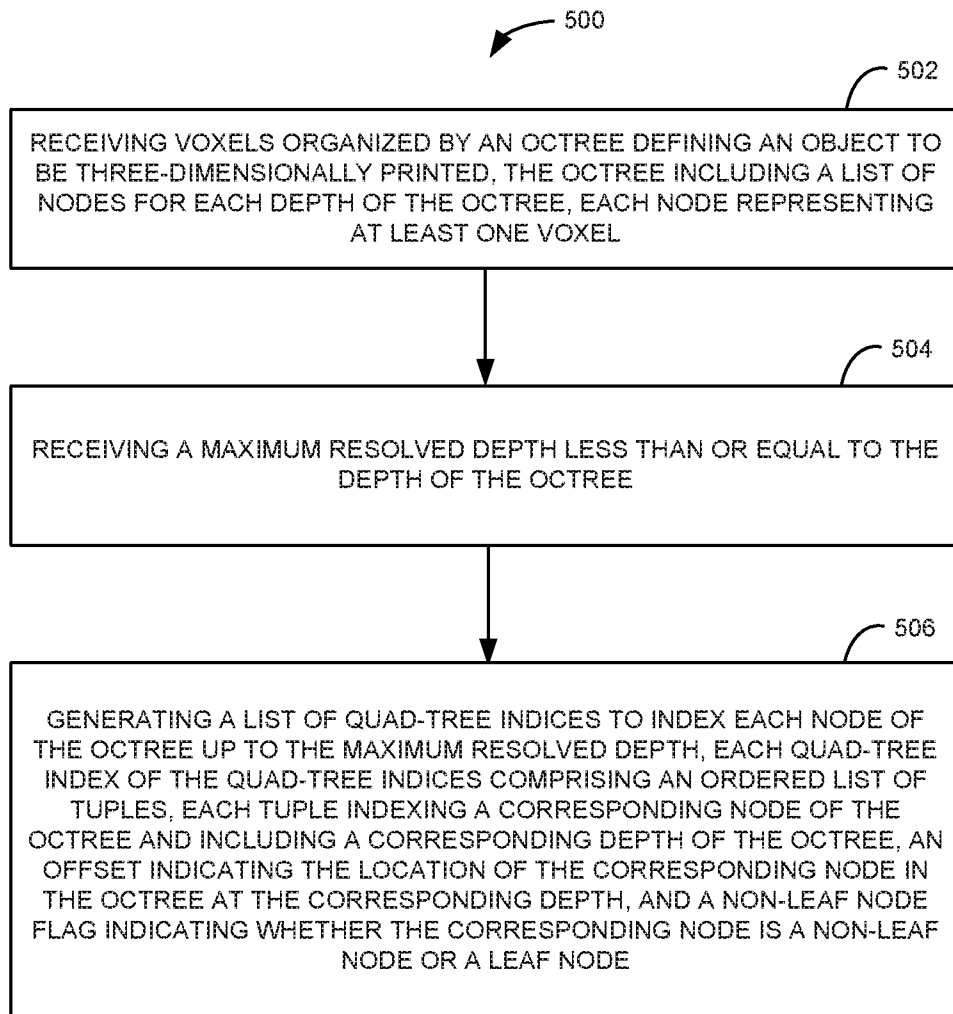 500
502
RECEIVING VOXELS ORGANIZED BY AN OCTREE DEFINING AN OBJECT TO
BE THREE-DIMENSIONALLY PRINTED, THE OCTREE INCLUDING A LIST OF
NODES FOR EACH DEPTH OF THE OCTREE, EACH NODE REPRESENTING
AT LEAST ONE VOXEL
504
RECEIVING A MAXIMUM RESOLVED DEPTH LESS THAN OR EQUAL TO THE
DEPTH OF THE OCTREE
506
GENERATING A LIST OF QUAD-TREE INDICES TO INDEX EACH NODE OF
THE OCTREE UP TO THE MAXIMUM RESOLVED DEPTH, EACH QUAD-TREE
INDEX OF THE QUAD-TREE INDICES COMPRISING AN ORDERED LIST OF
TUPLES, EACH TUPLE INDEXING A CORRESPONDING NODE OF THE
OCTREE AND INCLUDING A CORRESPONDING DEPTH OF THE OCTREE, AN
OFFSET INDICATING THE LOCATION OF THE CORRESPONDING NODE IN
THE OCTREE AT THE CORRESPONDING DEPTH, AND A NON-LEAF NODE
FLAG INDICATING WHETHER THE CORRESPONDING NODE IS A NON-LEAF
NODE OR A LEAF NODE